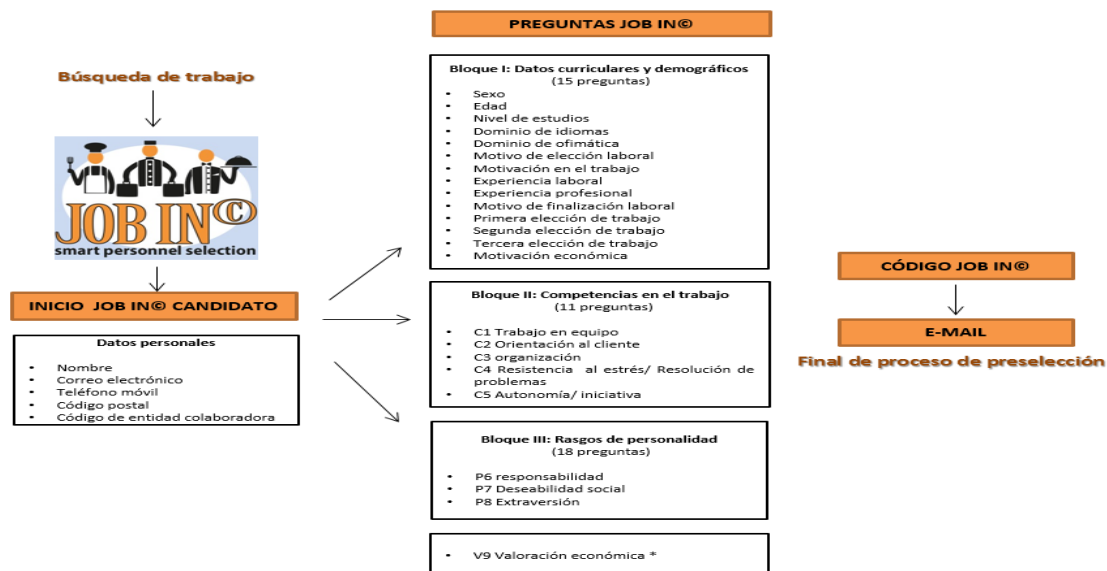 Búsqueda de trabajo
JOB IN©
smart personnel selection
INICIO JOB IN© CANDIDATO
Datos personales
• Nombre
• Correo electrónico
• Teléfono móvil
• Código postal
• Código de entidad colaboradora
PREGUNTAS JOB IN©
Bloque I: Datos curriculares y demográficos
(15 preguntas)
• Sexo
• Edad
• Nivel de estudios
• Dominio de idiomas
• Dominio de ofimática
• Motivo de elección laboral
• Motivación en el trabajo
• Experiencia laboral
• Experiencia profesional
• Motivo de finalización laboral
• Primera elección de trabajo
• Segunda elección de trabajo
• Tercera elección de trabajo
• Motivación económica
Bloque II: Competencias en el trabajo
(11 preguntas)
• C1 Trabajo en equipo
• C2 Orientación al cliente
• C3 organización
• C4 Resistencia al estrés/ Resolución de
problemas
• C5 Autonomía/ iniciativa
Bloque III: Rasgos de personalidad
(18 preguntas)
• P6 responsabilidad
• P7 Deseabilidad social
• P8 Extraversión
• V9 Valoración económica *
CÓDIGO JOB IN©
E-MAIL
Final de proceso de preselección